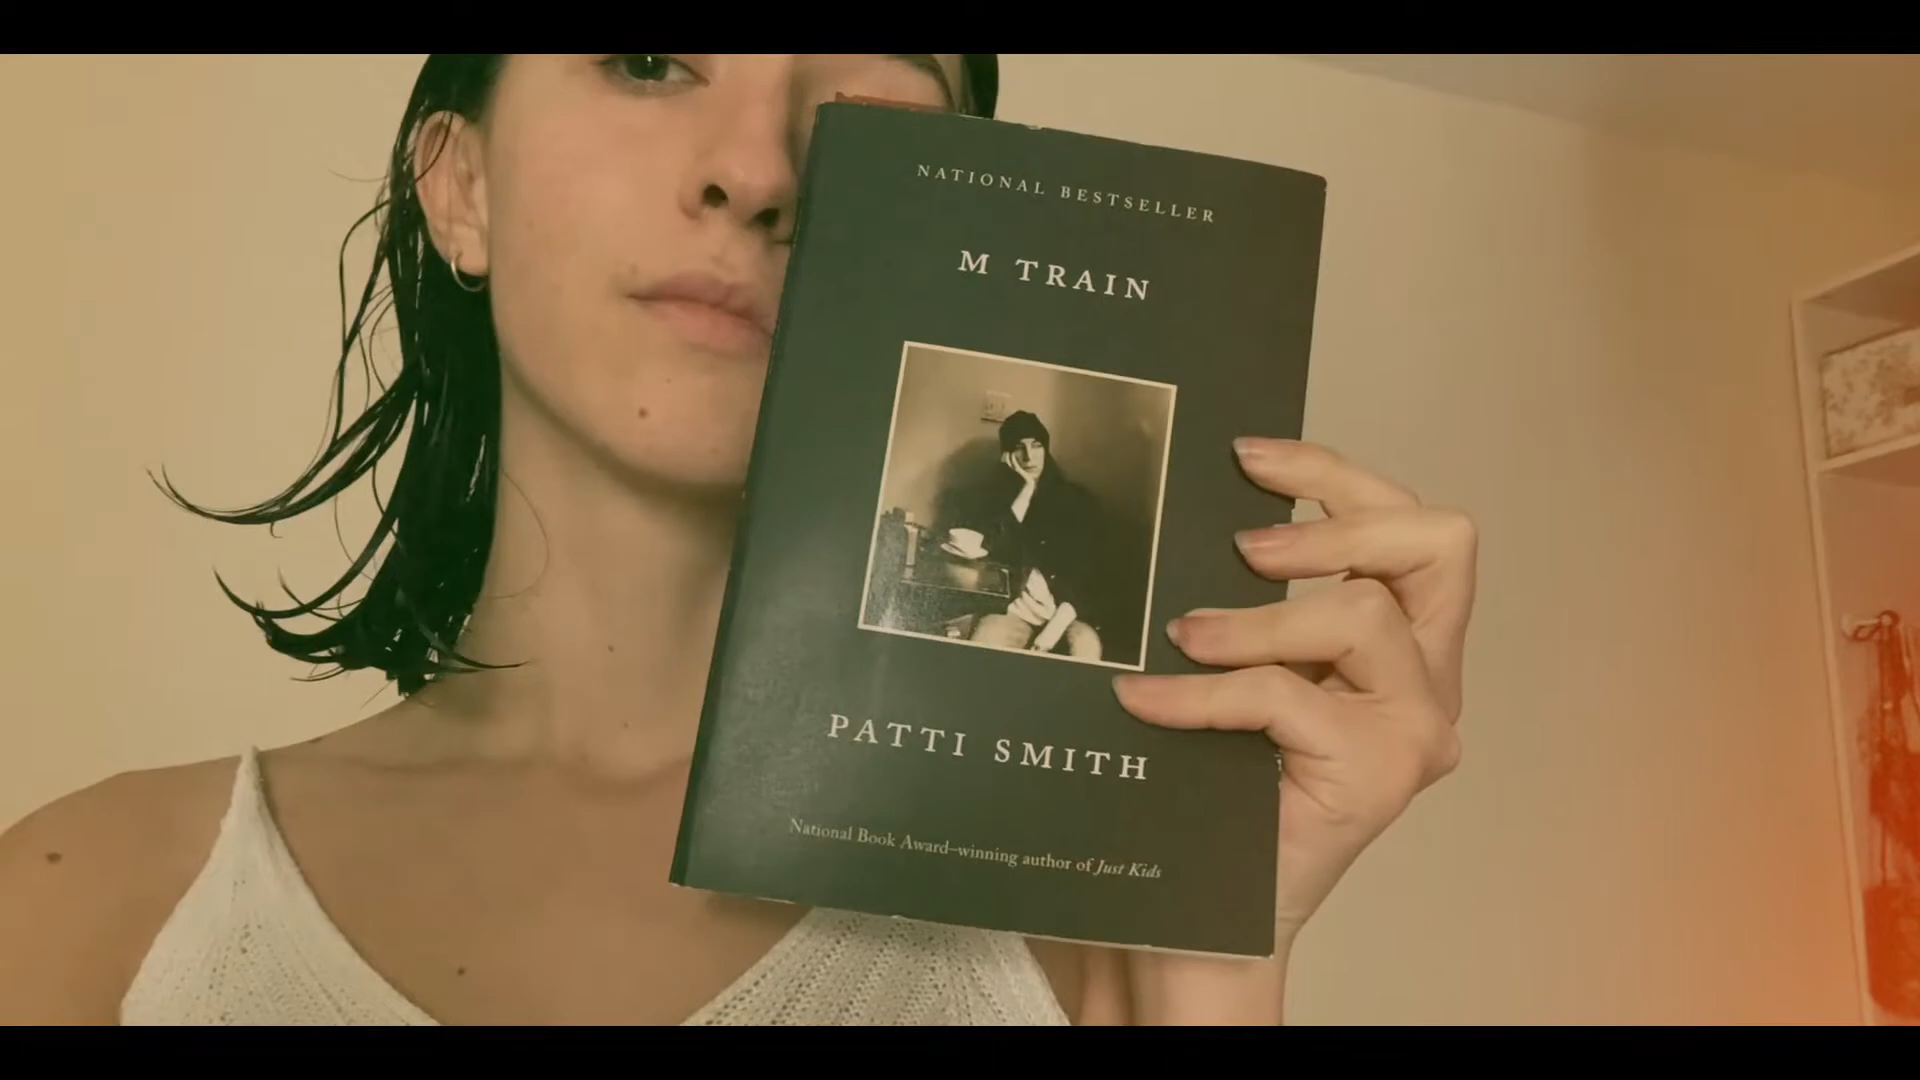 NATIONAL BESTSELLER
M TRAIN
PATTI SMITH
National Book Award–winning author of Just Kids